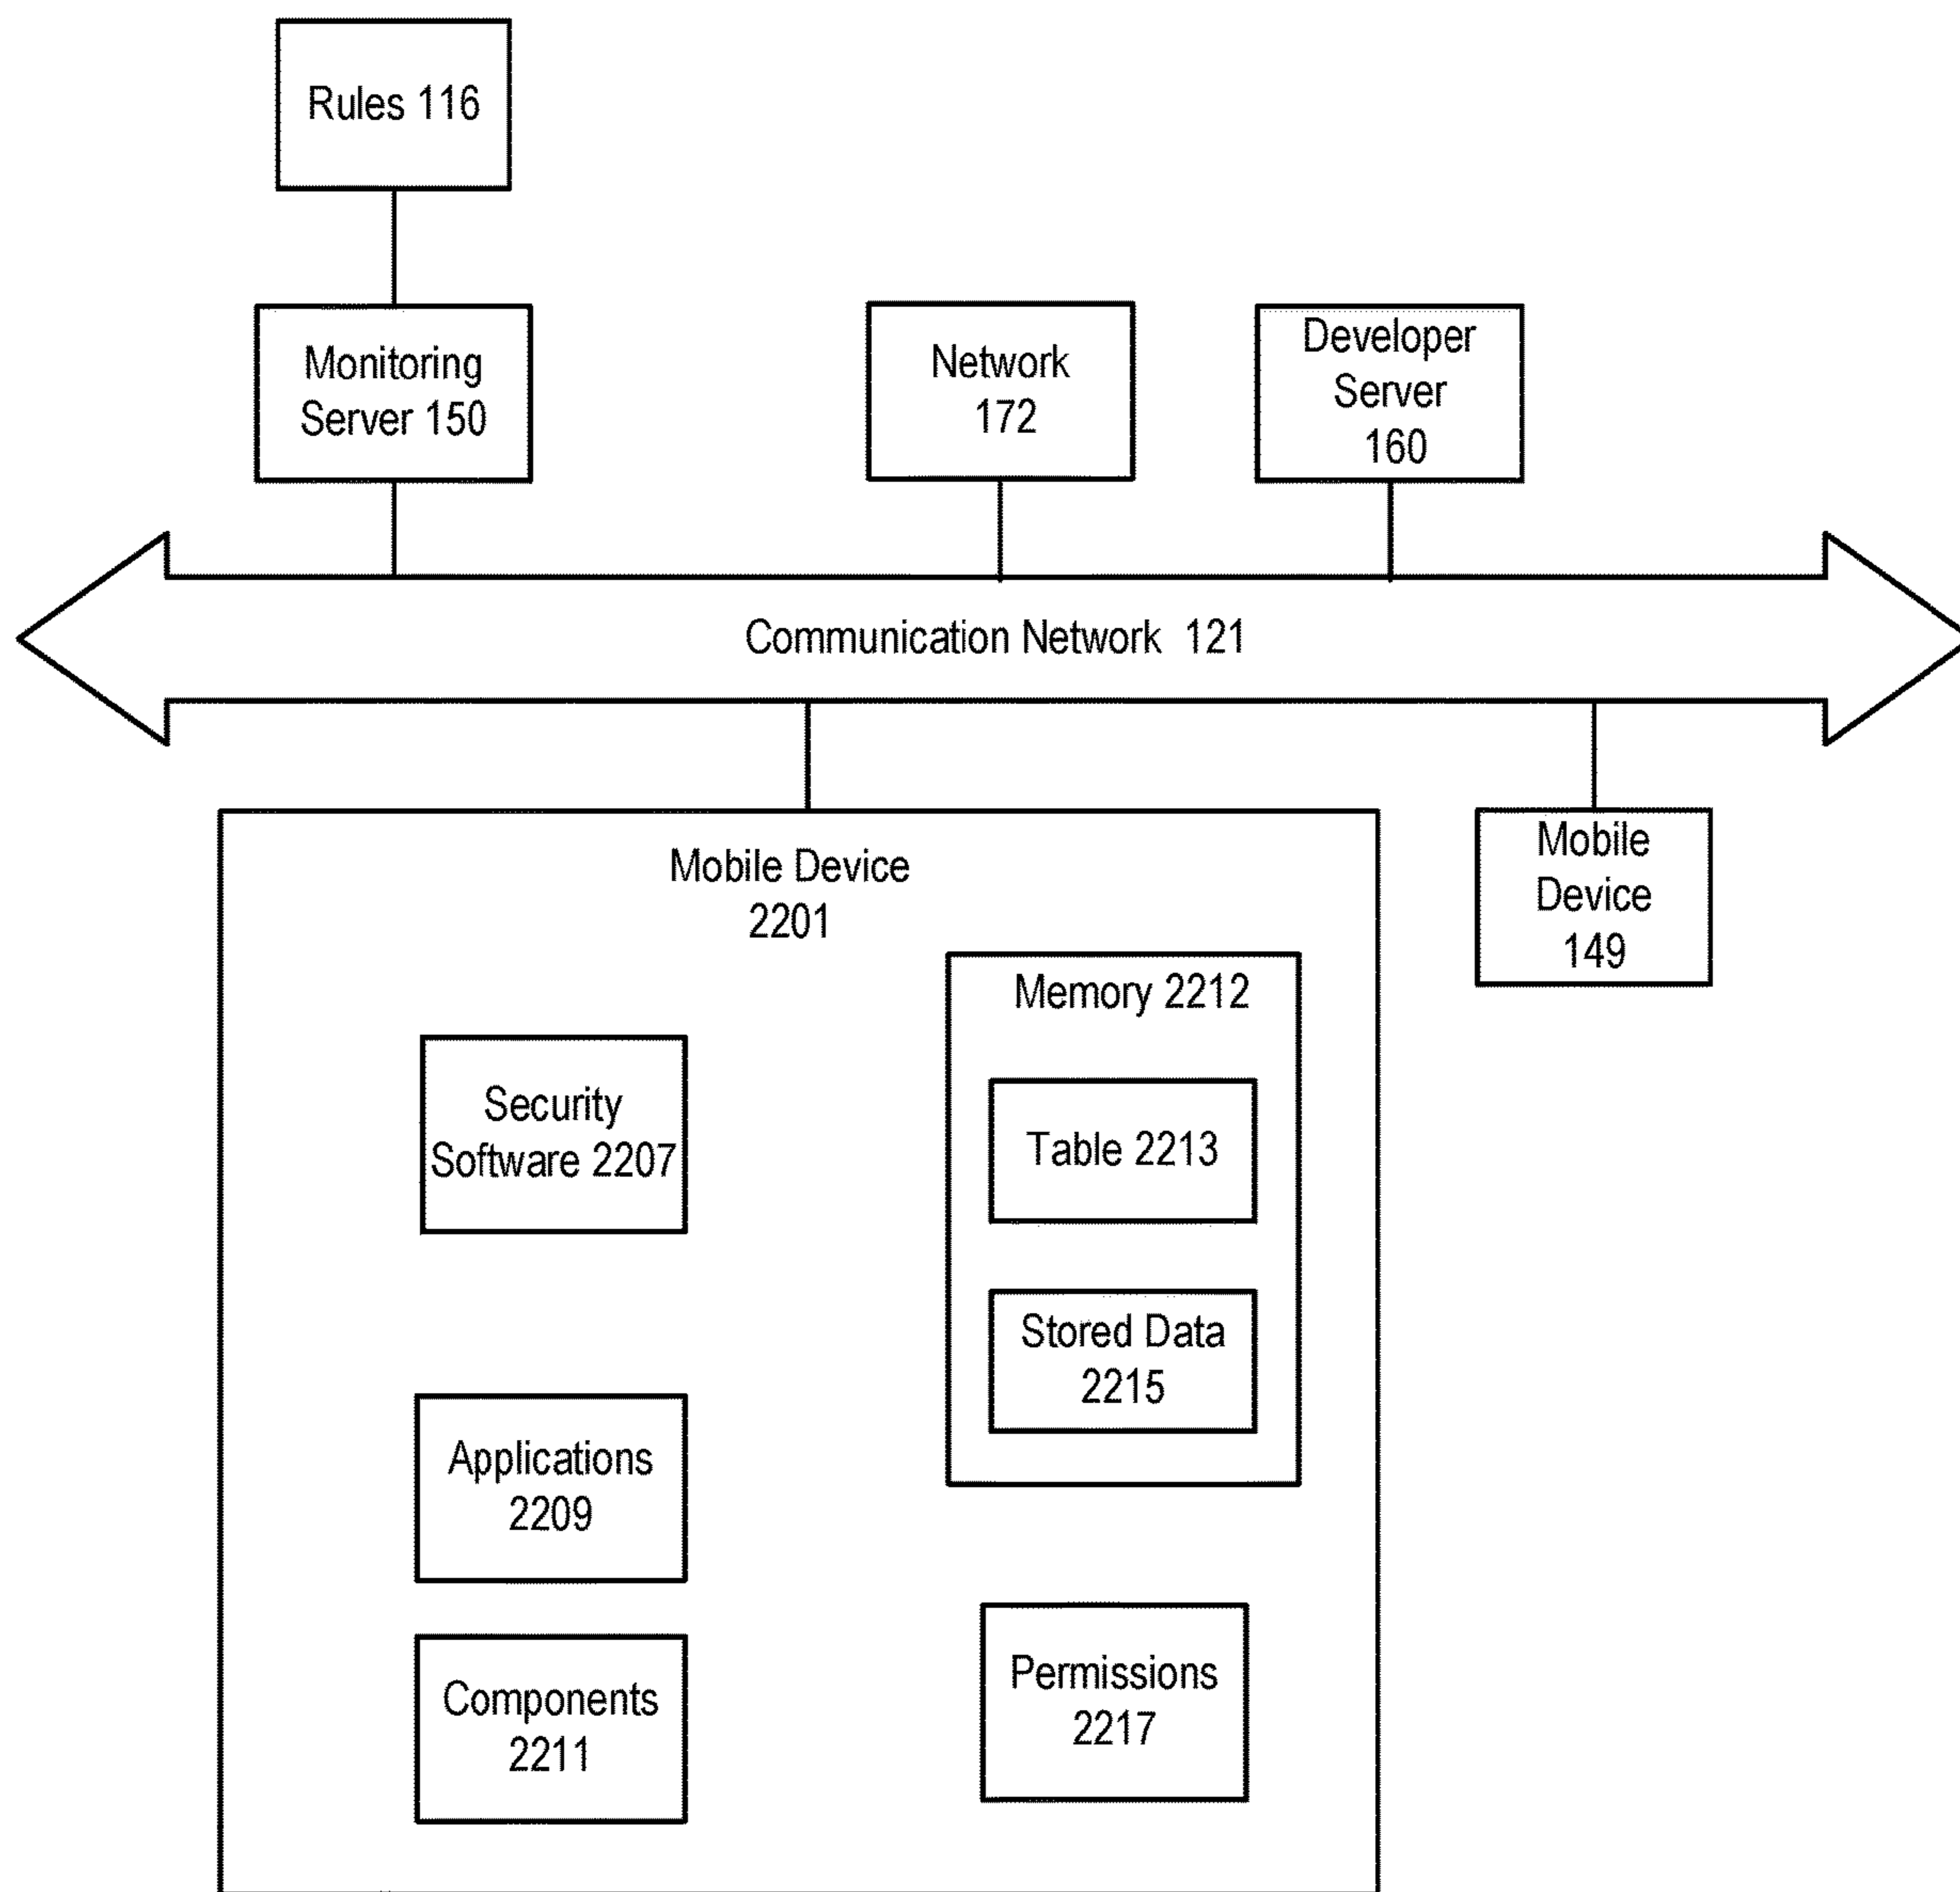 Rules 116
Monitoring
Server 150
Network
172
Developer
Server
160
Communication Network 121
Mobile Device
2201
Mobile
Device
149
Memory 2212
Security
Software 2207
Table 2213
Stored Data
2215
Applications
2209
Components
2211
Permissions
2217